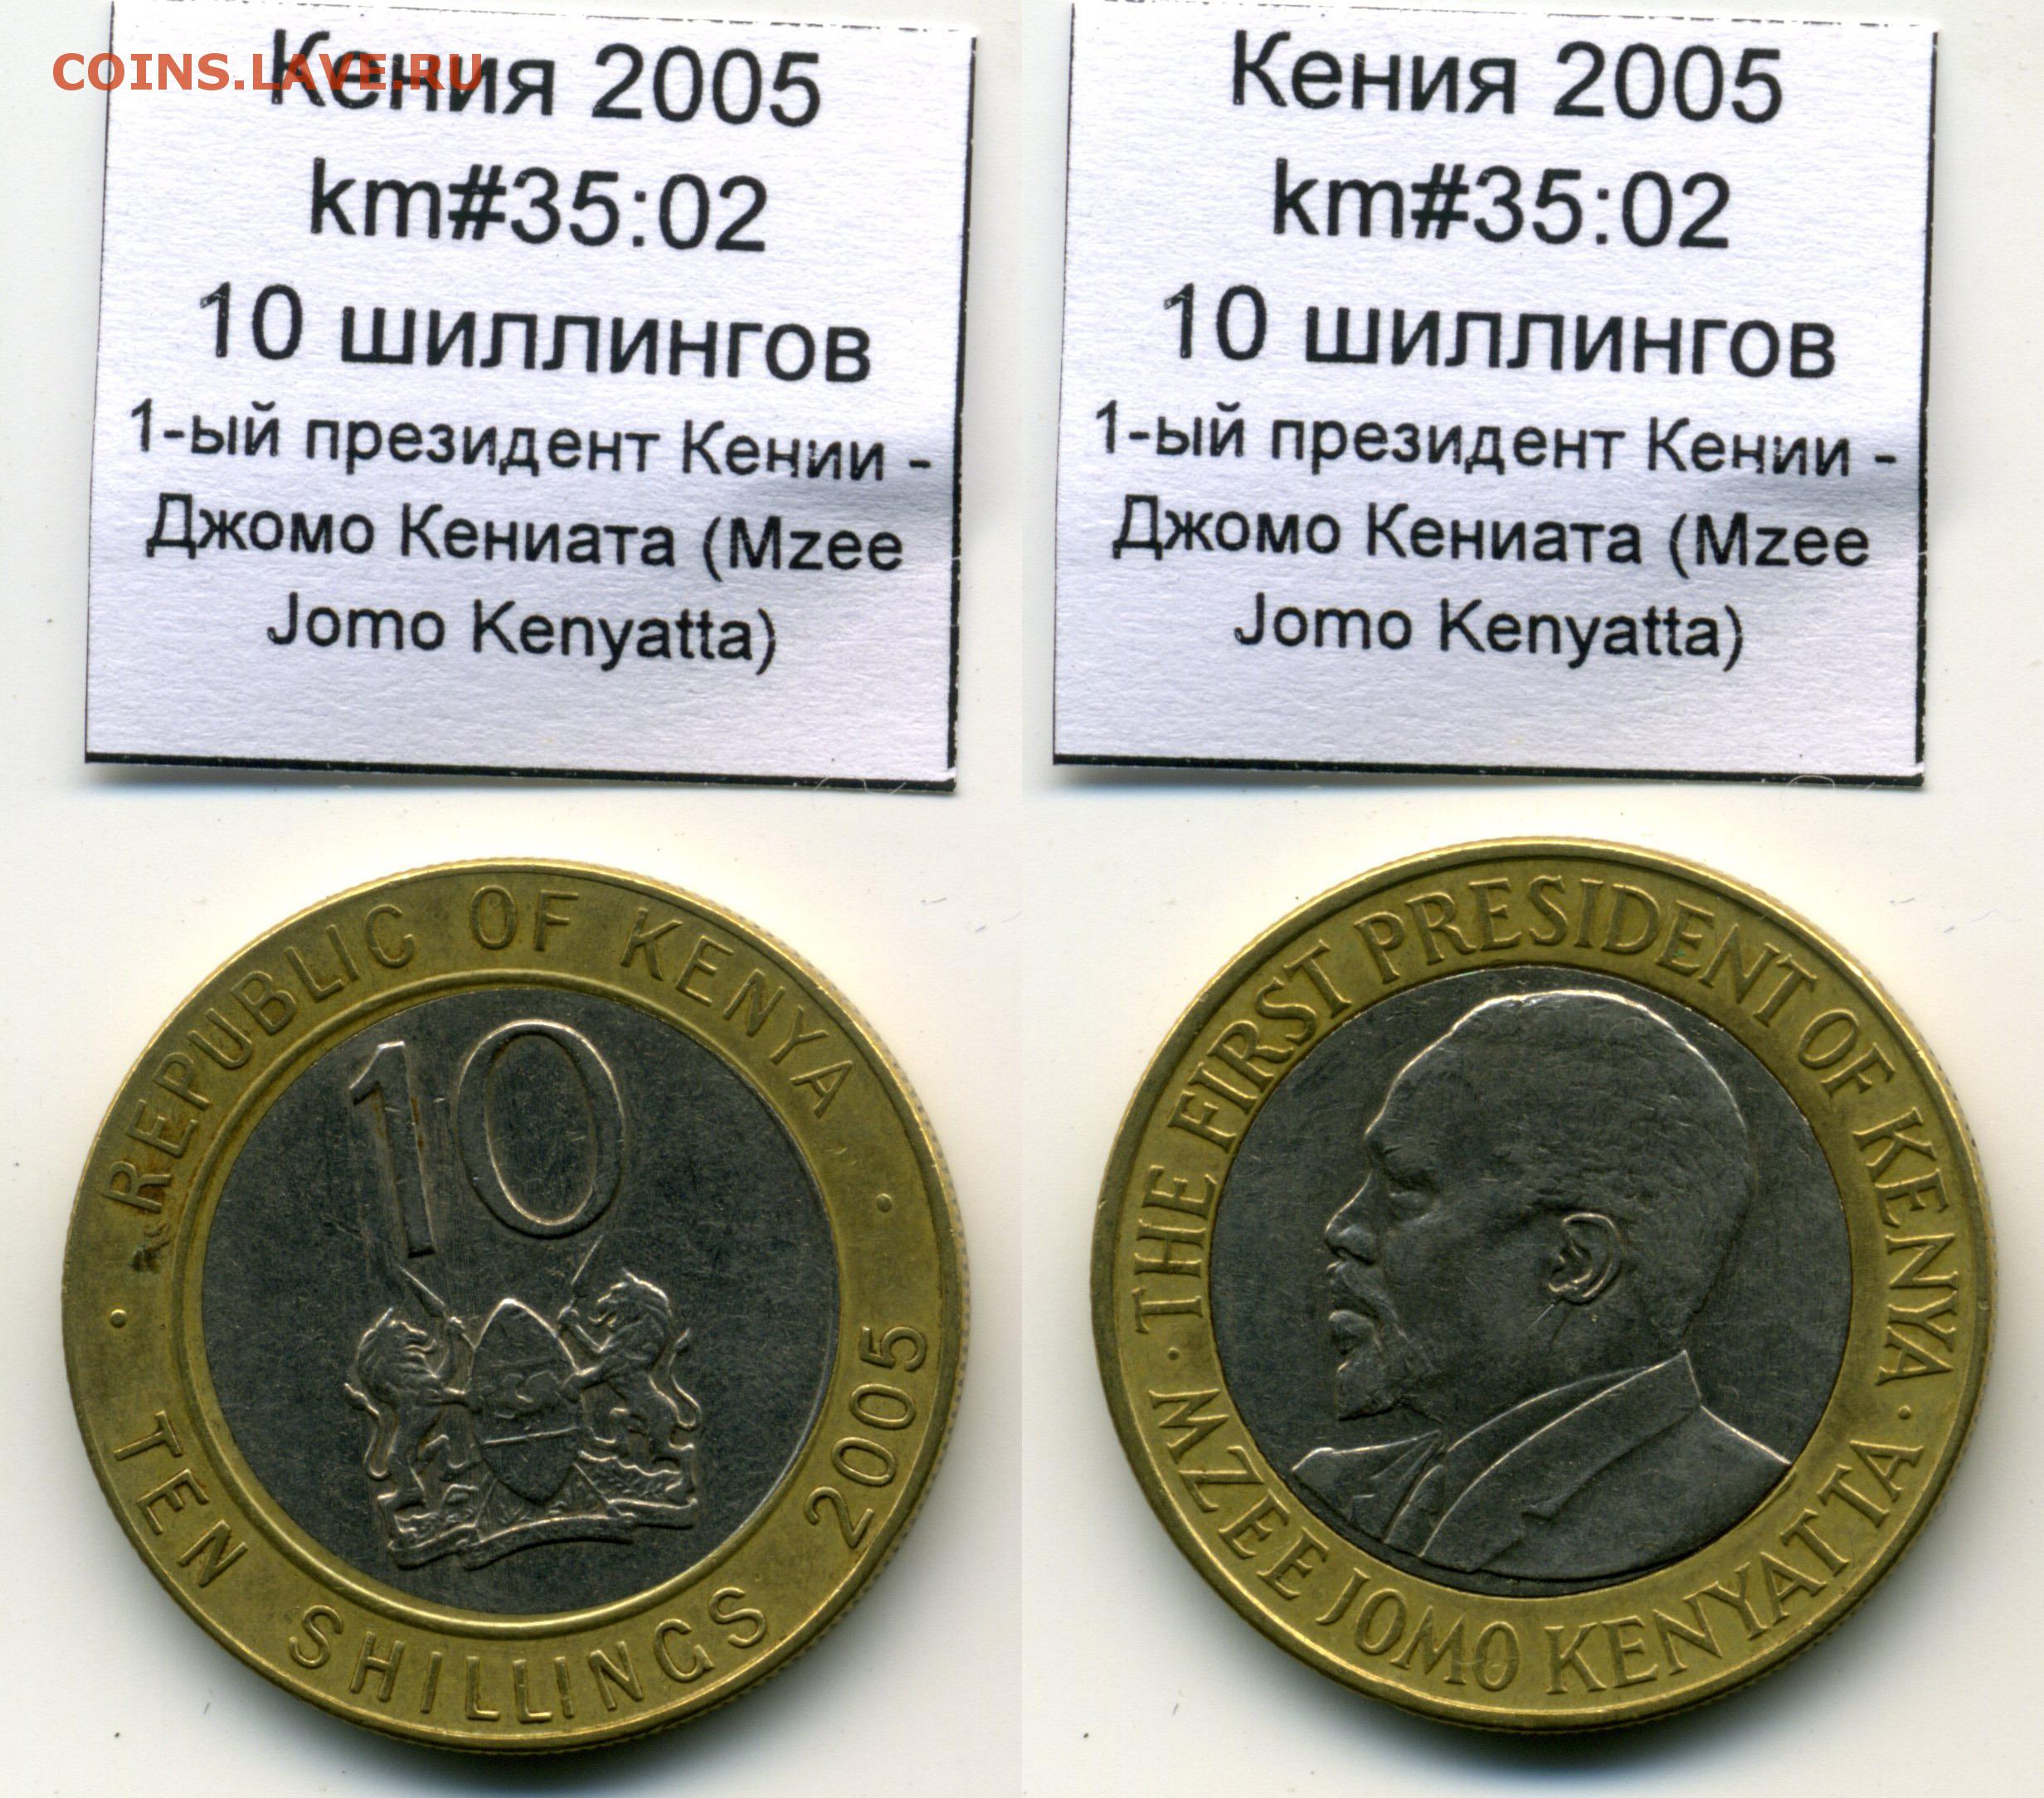 COINS.LAVE.RU
Кения 2005
km#35:02
10 шиллингов
1-ый президент Кении -
Джомо Кениата (Mzee
Jomo Kenyatta)
Кения 2005
km#35:02
10 шиллингов
1-ый президент Кении -
Джомо Кениата (Mzee
Jomo Kenyatta)
REPUBLIC OF KENYA
10
TEN SHILLINGS 2005
THE FIRST PRESIDENT OF KENYA
MZEE JOMO KENYATTA